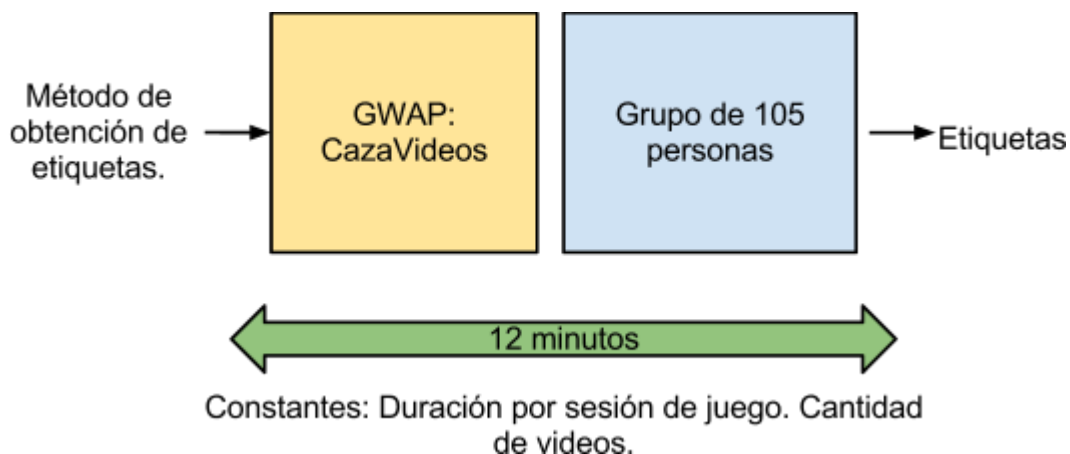 Método de
obtención de
etiquetas.
GWAP:
CazaVideos
Grupo de 105
personas
Etiquetas
12 minutos
Constantes: Duración por sesión de juego. Cantidad
de videos.